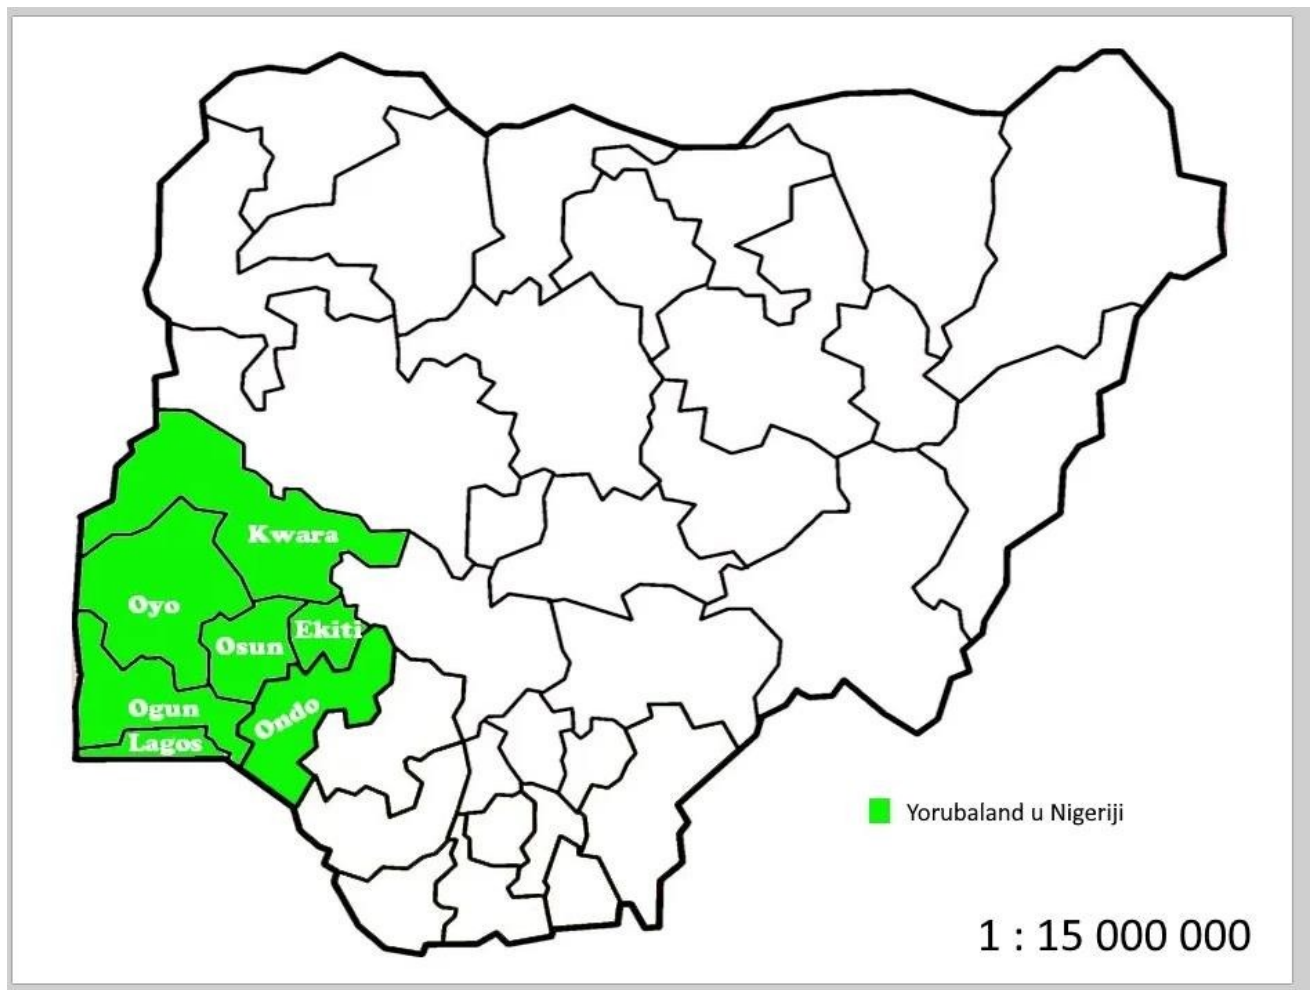 Kwara
Oyo
Ekiti
Osun
Ogun
Ondo
Lagos
Yorubaland u Nigeriji
1 : 15 000 000